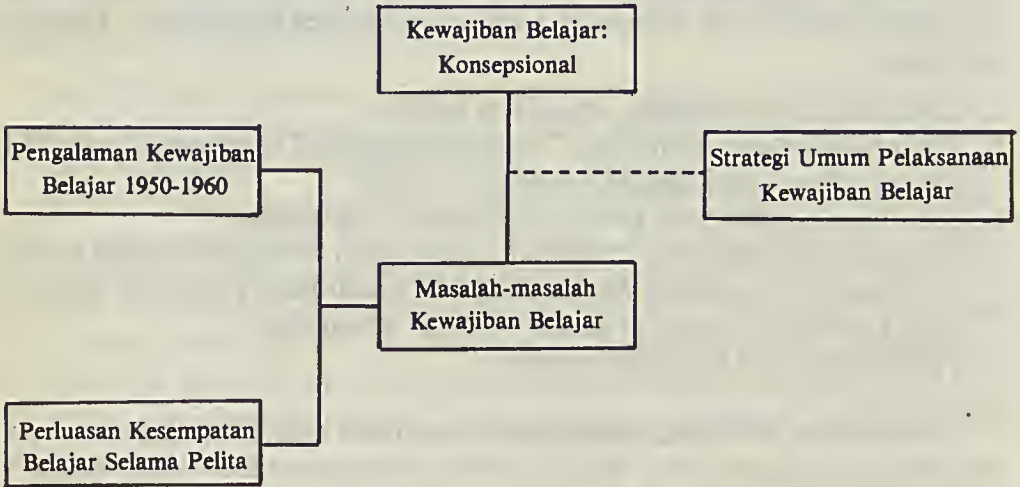 Kewajiban Belajar:
Konsepsional
Pengalaman Kewajiban
Belajar 1950-1960
Strategi Umum Pelaksanaan
Kewajiban Belajar
Masalah-masalah
Kewajiban Belajar
Perluasan Kesempatan
Belajar Selama Pelita